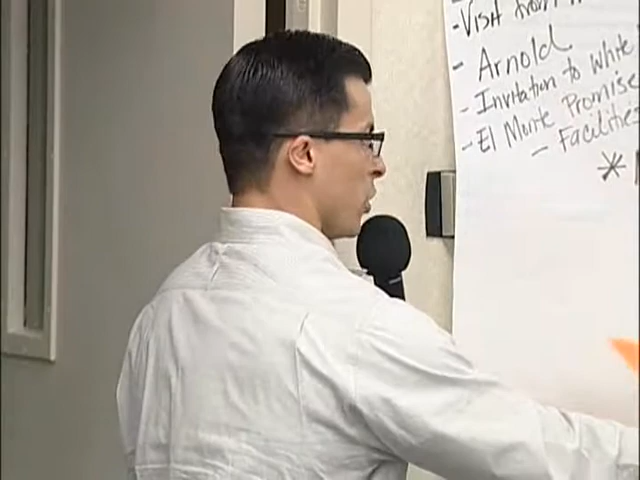 - Visit from
- Arnold
- Invitation to White
- El Monte Promise
- Facilities
*